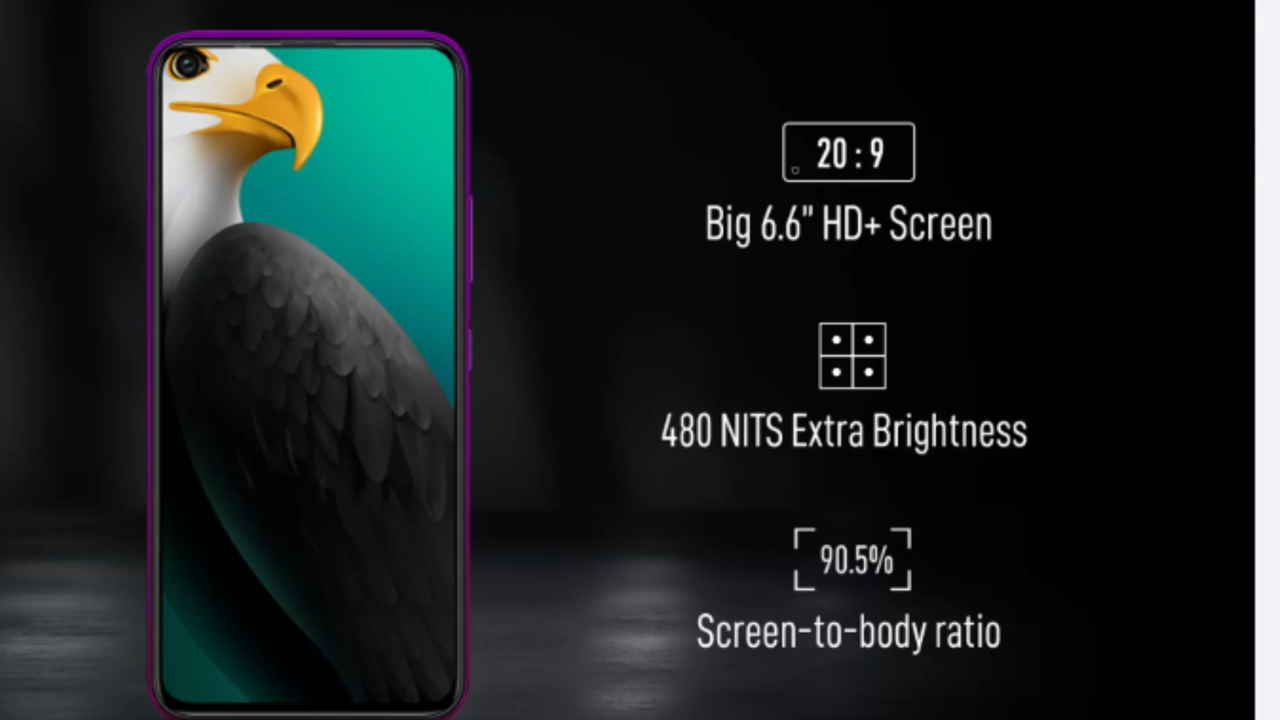 20 : 9
Big 6.6" HD+ Screen
480 NITS Extra Brightness
90.5%
Screen-to-body ratio